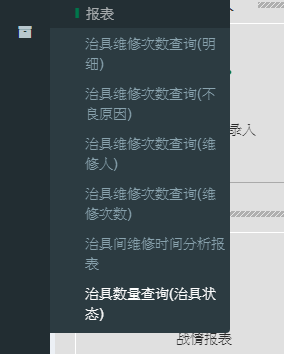 报表
治具维修次数查询(明
细)
治具维修次数查询(不
良原因)
治具维修次数查询(维
修人)
录入
治具维修次数查询(维
修次数)
治具间维修时间分析报
表
治具数量查询(治具状
态)
战情报表